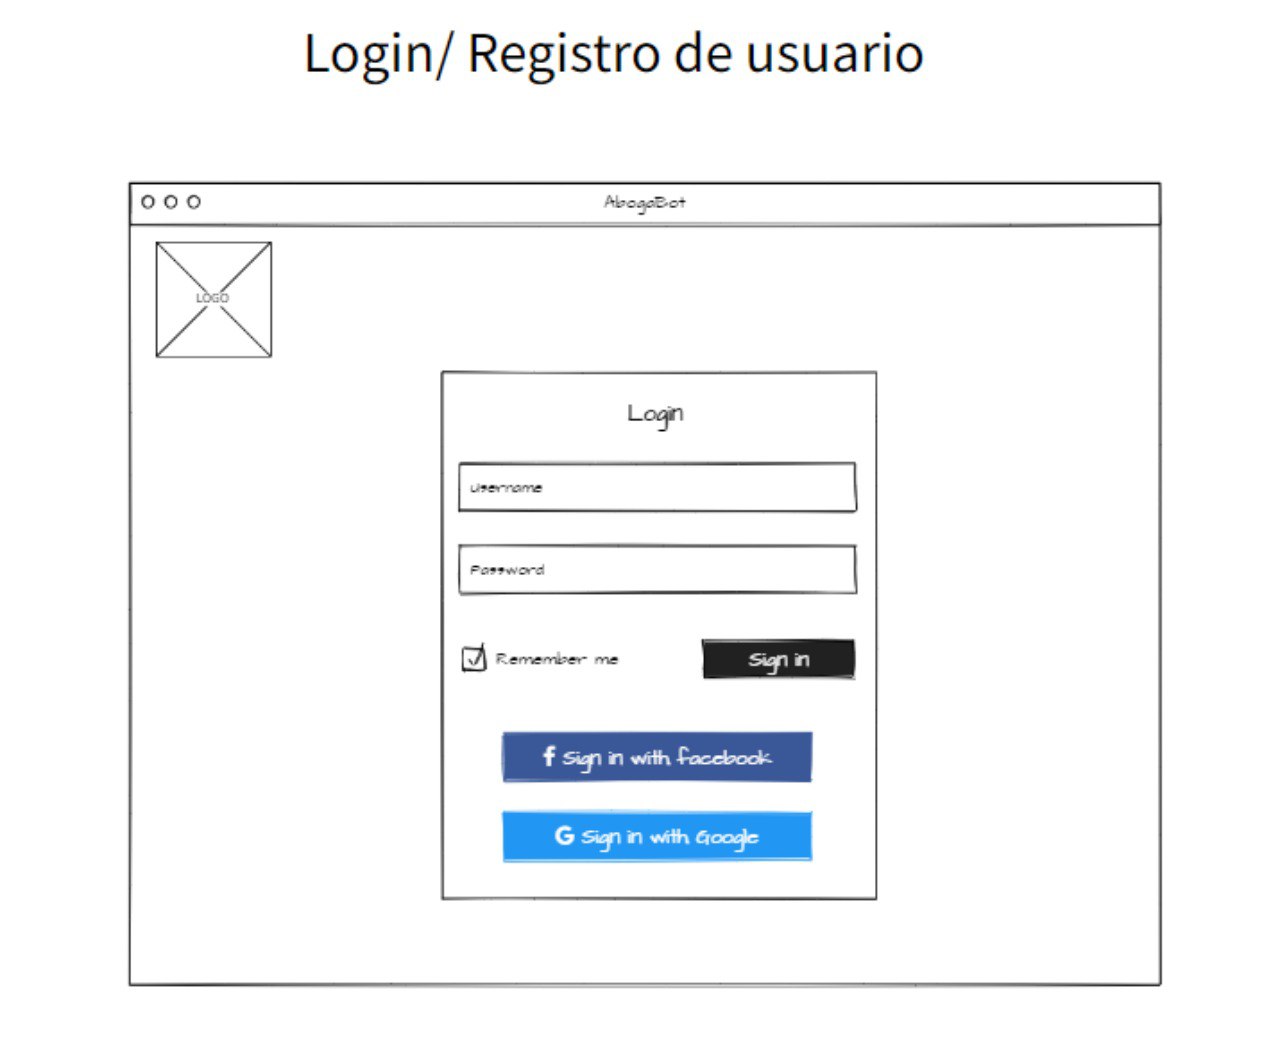 Login/ Registro de usuario
AbogaBot
LOGO
Login
Username
Password
Remember me
Sign in
f Sign in with facebook
G Sign in with Google